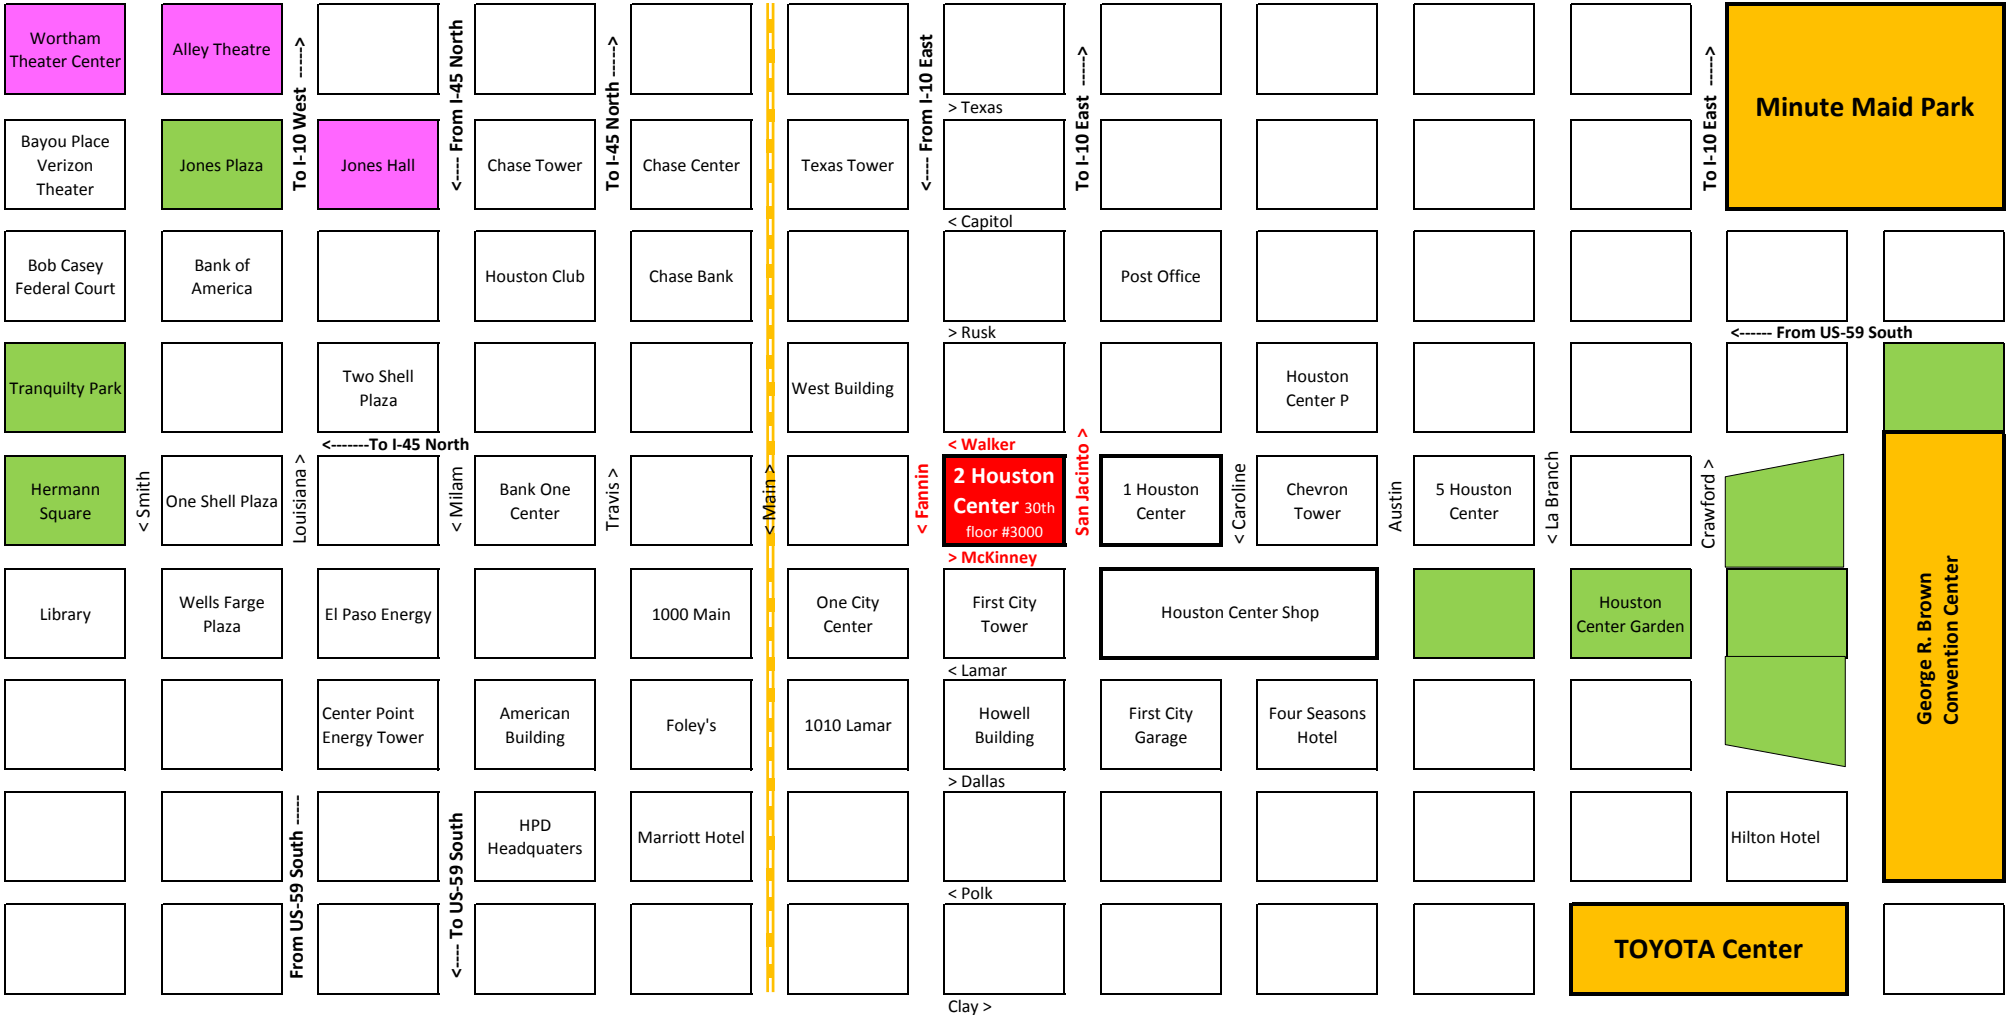 Wortham
Theater Center
Alley Theatre
To I-10 West ----->
<---- From I-45 North
To I-45 North ----->
<---- From I-10 East
To I-10 East ----->
To I-10 East ----->
Minute Maid Park
> Texas
Bayou Place
Verizon
Theater
Jones Plaza
Jones Hall
Chase Tower
Chase Center
Texas Tower
< Capitol
Bob Casey
Federal Court
Bank of
America
Houston Club
Chase Bank
Post Office
> Rusk
<------ From US-59 South
Tranquilty Park
Two Shell
Plaza
West Building
Houston
Center P
<-------To I-45 North
< Walker
Hermann
Square
< Smith
One Shell Plaza
Louisiana >
< Milam
Bank One
Center
Travis >
< Main >
< Fannin
2 Houston
Center 30th
floor #3000
San Jacinto >
1 Houston
Center
< Caroline
Chevron
Tower
Austin
5 Houston
Center
< La Branch
Crawford >
> McKinney
Library
Wells Farge
Plaza
El Paso Energy
1000 Main
One City
Center
First City
Tower
Houston Center Shop
Houston
Center Garden
George R. Brown
Convention Center
< Lamar
Center Point
Energy Tower
American
Building
Foley's
1010 Lamar
Howell
Building
First City
Garage
Four Seasons
Hotel
> Dallas
From US-59 South -----
<---- To US-59 South
HPD
Headquaters
Marriott Hotel
Hilton Hotel
< Polk
TOYOTA Center
Clay >